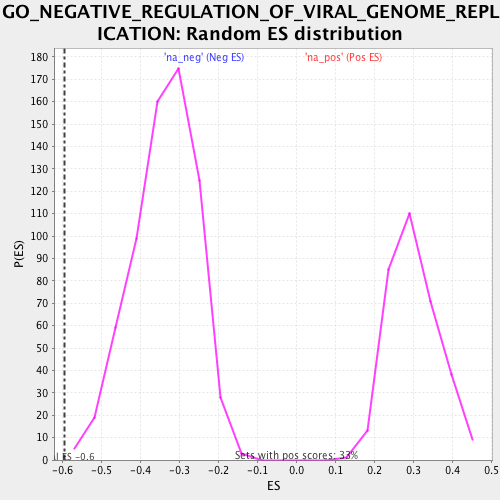 GO_NEGATIVE_REGULATION_OF_VIRAL_GENOME_REPL
ICATION: Random ES distribution
'na_neg' (Neg ES) 'na_pos' (Pos ES)
180
170
160
150
140
130
120
110
100
90
80
70
60
50
40
30
20
10
0
P(ES)
ES -0.6
Sets with pos scores: 33%
-0.6 -0.5 -0.4 -0.3 -0.2 -0.1 0.0 0.1 0.2 0.3 0.4 0.5
ES